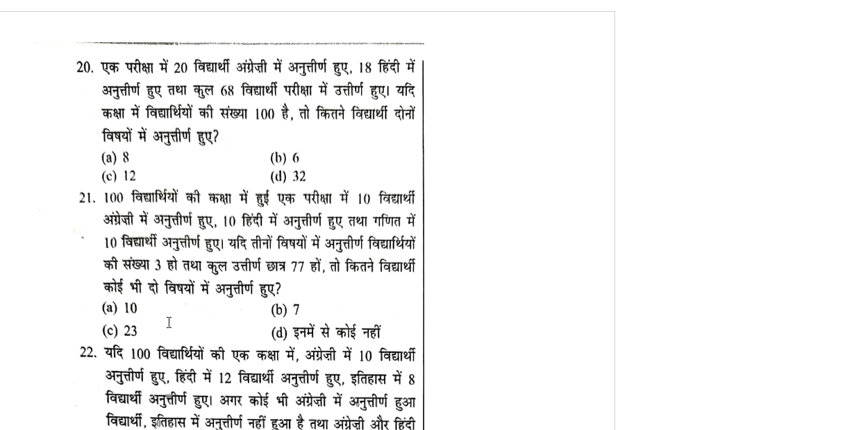 20. एक परीक्षा में 20 विद्यार्थी अंग्रेज़ी में अनुत्तीर्ण हुए, 18 हिंदी में
अनुत्तीर्ण हुए तथा कुल 68 विद्यार्थी परीक्षा में उत्तीर्ण हुए। यदि
कक्षा में विद्यार्थियों की संख्या 100 है, तो कितने विद्यार्थी दोनों
विषयों में अनुत्तीर्ण हुए?
(a) 8 (b) 6
(c) 12 (d) 32
21. 100 विद्यार्थियों की कक्षा में हुई एक परीक्षा में 10 विद्यार्थी
अंग्रेज़ी में अनुत्तीर्ण हुए, 10 हिंदी में अनुत्तीर्ण हुए तथा गणित में
10 विद्यार्थी अनुत्तीर्ण हुए। यदि तीनों विषयों में अनुत्तीर्ण विद्यार्थियों
की संख्या 3 हो तथा कुल उत्तीर्ण छात्र 77 हों, तो कितने विद्यार्थी
कोई भी दो विषयों में अनुत्तीर्ण हुए?
(a) 10 (b) 7
(c) 23 (d) इनमें से कोई नहीं
22. यदि 100 विद्यार्थियों की एक कक्षा में, अंग्रेज़ी में 10 विद्यार्थी
अनुत्तीर्ण हुए, हिंदी में 12 विद्यार्थी अनुत्तीर्ण हुए, इतिहास में 8
विद्यार्थी अनुत्तीर्ण हुए। अगर कोई भी अंग्रेज़ी में अनुत्तीर्ण हुआ
विद्यार्थी, इतिहास में अनुत्तीर्ण नहीं हुआ है तथा अंग्रेज़ी और हिंदी